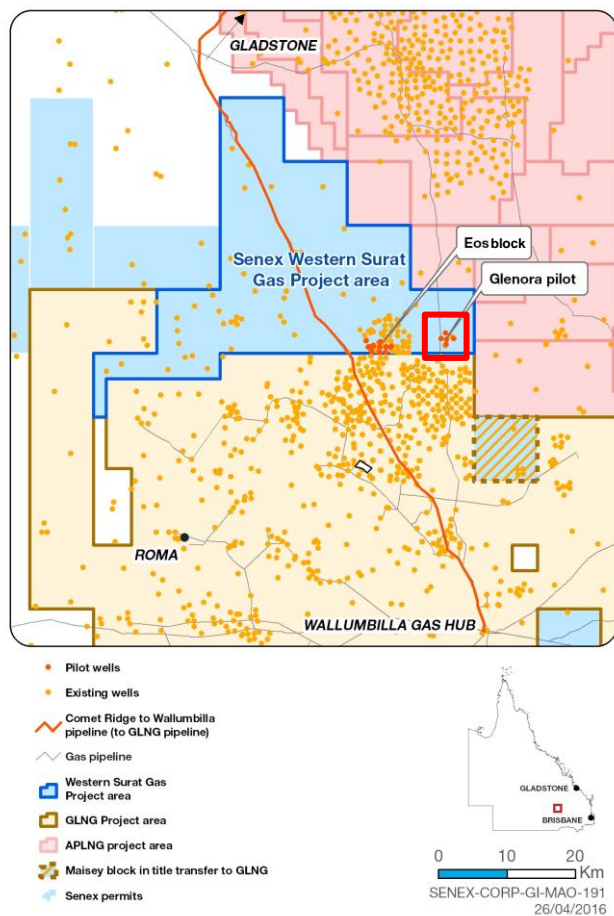 GLADSTONE
Eos block
Senex Western Surat
Gas Project area
Glenora pilot
ROMA
WALLUMBILLA GAS HUB
Pilot wells
Existing wells
Comet Ridge to Wallumbilla
pipeline (to GLNG pipeline)
Gas pipeline
Western Surat Gas
Project area
GLNG Project area
APLNG project area
Maisey block in title transfer to GLNG
Senex permits
GLADSTONE
BRISBANE
0 10 20
Km
SENEX-CORP-GI-MAO-191
26/04/2016